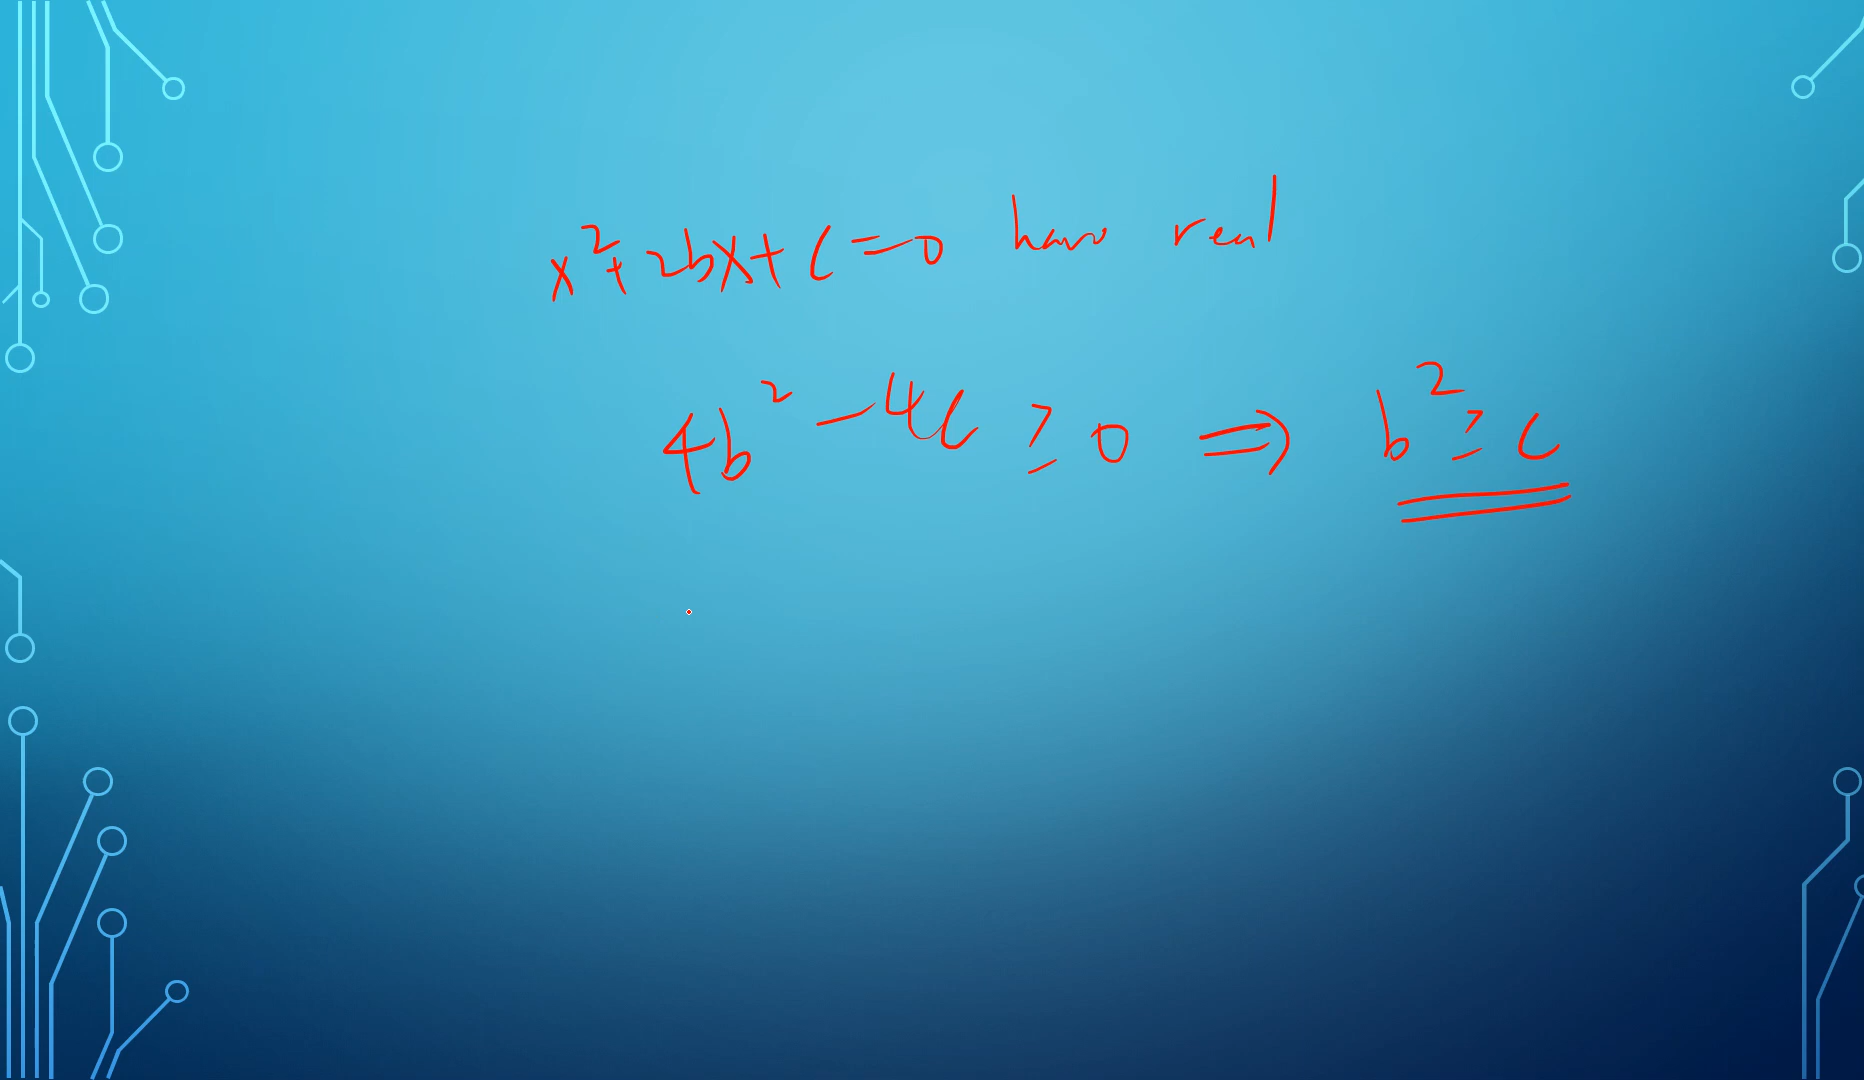 x²+2bx+c=0 have real
4b²-4c≥0 ⇒ b²≥c